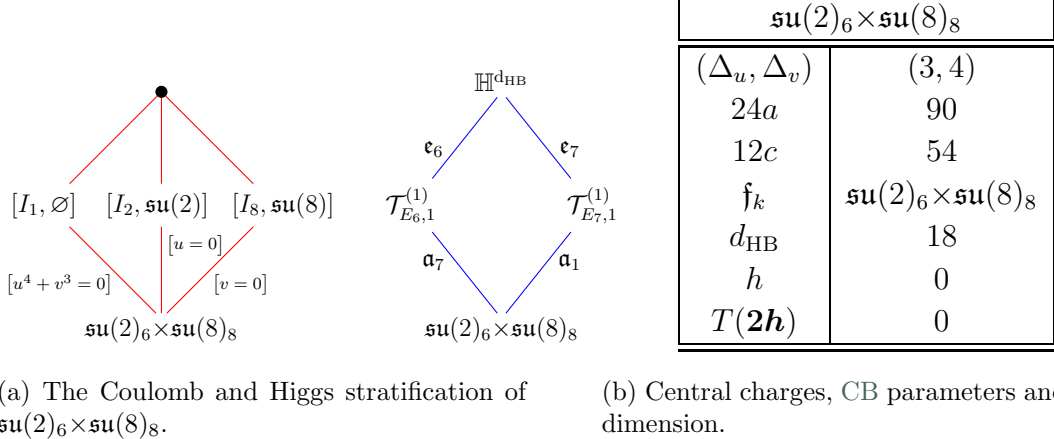 𝔰𝔲(2)₆×𝔰𝔲(8)₈
(Δᵤ, Δᵥ) (3, 4)
24a 90
12c 54
𝔣ₖ 𝔰𝔲(2)₆×𝔰𝔲(8)₈
d_HB 18
h 0
T(2h) 0
ℍ^{d_HB}
𝔢₆ 𝔢₇
[I₁, ∅] [I₂, 𝔰𝔲(2)] [I₈, 𝔰𝔲(8)]
𝒯^{(1)}_{E₆,1} 𝒯^{(1)}_{E₇,1}
[u⁴ + v³ = 0] [u = 0] [v = 0]
𝔞₇ 𝔞₁
𝔰𝔲(2)₆×𝔰𝔲(8)₈ 𝔰𝔲(2)₆×𝔰𝔲(8)₈
(a) The Coulomb and Higgs stratification of
𝔰𝔲(2)₆×𝔰𝔲(8)₈.
(b) Central charges, CB parameters and
dimension.